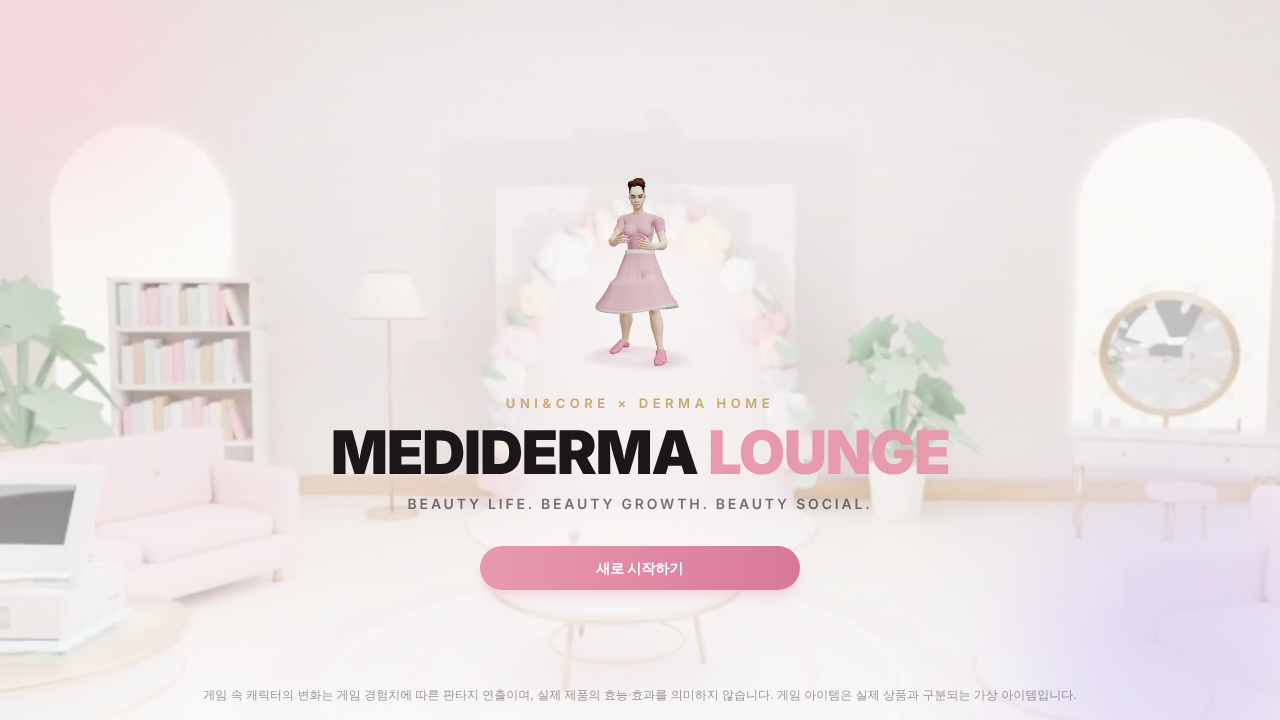 UNI&CORE × DERMA HOME
MEDIDERMA LOUNGE
BEAUTY LIFE. BEAUTY GROWTH. BEAUTY SOCIAL.
새로 시작하기
게임 속 캐릭터의 변화는 게임 경험치에 따른 판타지 연출이며, 실제 제품의 효능·효과를 의미하지 않습니다. 게임 아이템은 실제 상품과 구분되는 가상 아이템입니다.